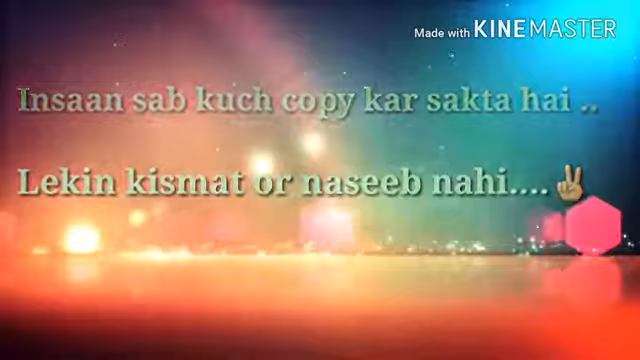 Made with KINEMASTER
Insaan sab kuch copy kar sakta hai ..
Lekin kismat or naseeb nahi....✌🏽